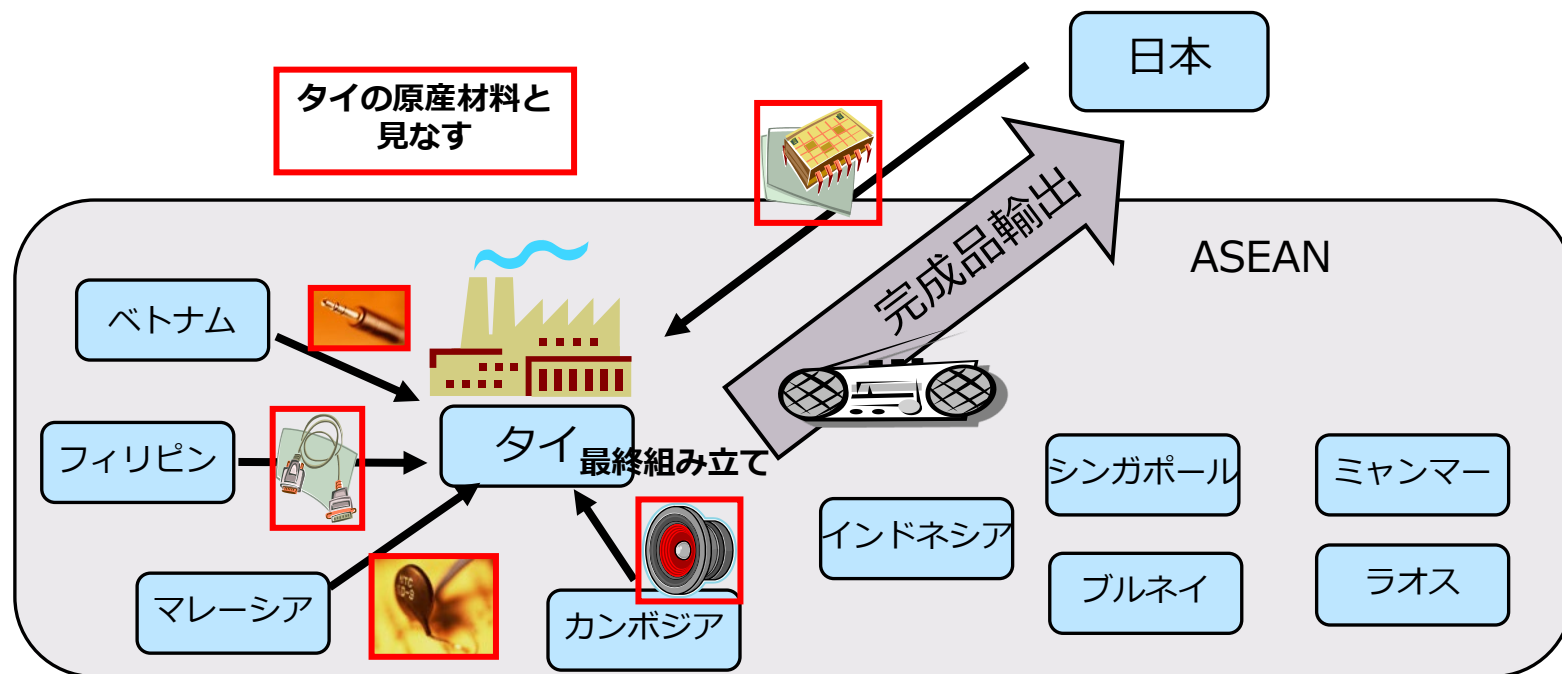 日本
タイの原産材料と
見なす
完成品輸出
ASEAN
ベトナム
フィリピン
タイ
最終組み立て
シンガポール
ミャンマー
インドネシア
マレーシア
カンボジア
ブルネイ
ラオス